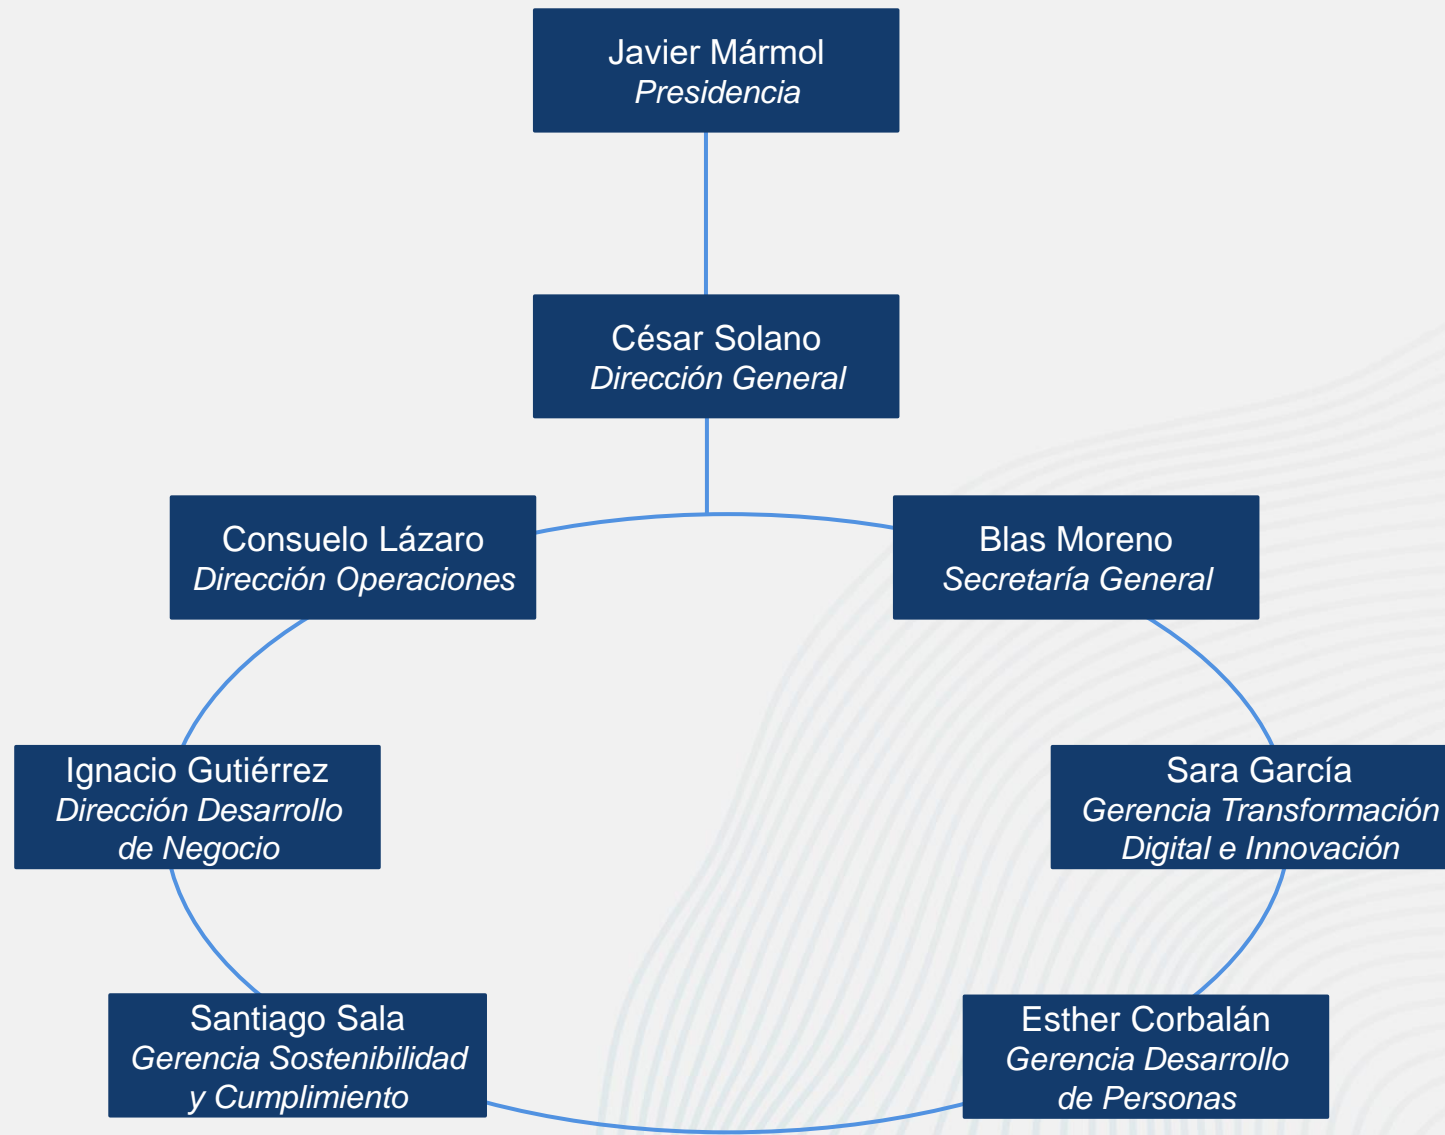 Javier Mármol
Presidencia
César Solano
Dirección General
Consuelo Lázaro
Dirección Operaciones
Blas Moreno
Secretaría General
Ignacio Gutiérrez
Dirección Desarrollo
de Negocio
Sara García
Gerencia Transformación
Digital e Innovación
Santiago Sala
Gerencia Sostenibilidad
y Cumplimiento
Esther Corbalán
Gerencia Desarrollo
de Personas